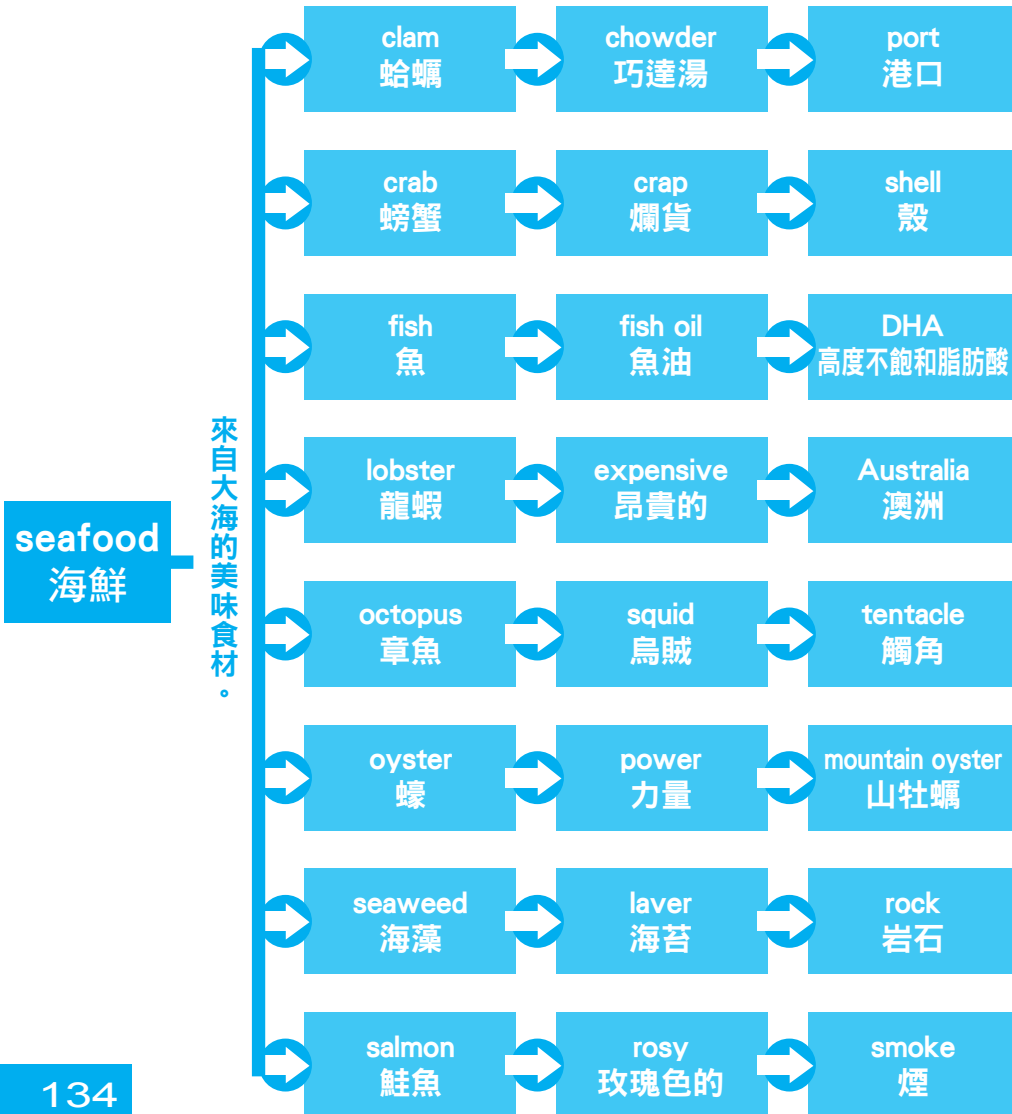 seafood
海鮮
來自大海的美味食材。
clam
蛤蠣
chowder
巧達湯
port
港口
crab
螃蟹
crap
爛貨
shell
殼
fish
魚
fish oil
魚油
DHA
高度不飽和脂肪酸
lobster
龍蝦
expensive
昂貴的
Australia
澳洲
octopus
章魚
squid
烏賊
tentacle
觸角
oyster
蠔
power
力量
mountain oyster
山牡蠣
seaweed
海藻
laver
海苔
rock
岩石
salmon
鮭魚
rosy
玫瑰色的
smoke
煙
134